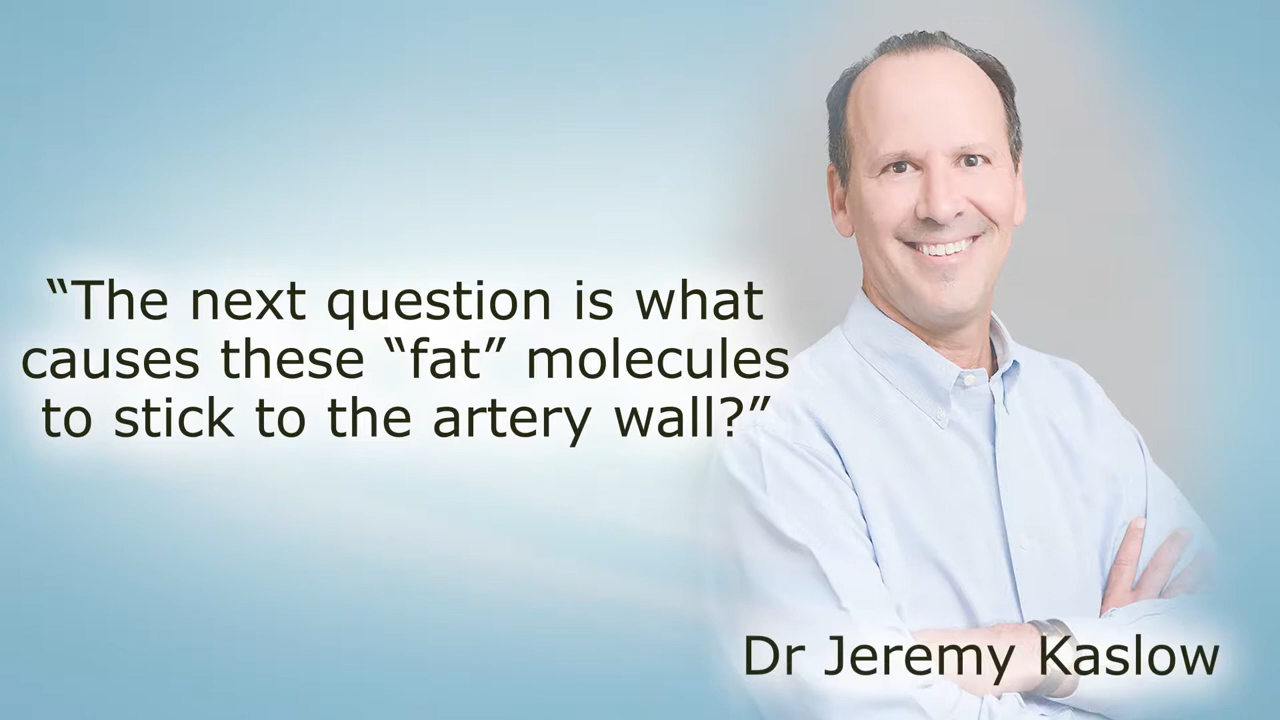 “The next question is what
causes these “fat” molecules
to stick to the artery wall?”
Dr Jeremy Kaslow